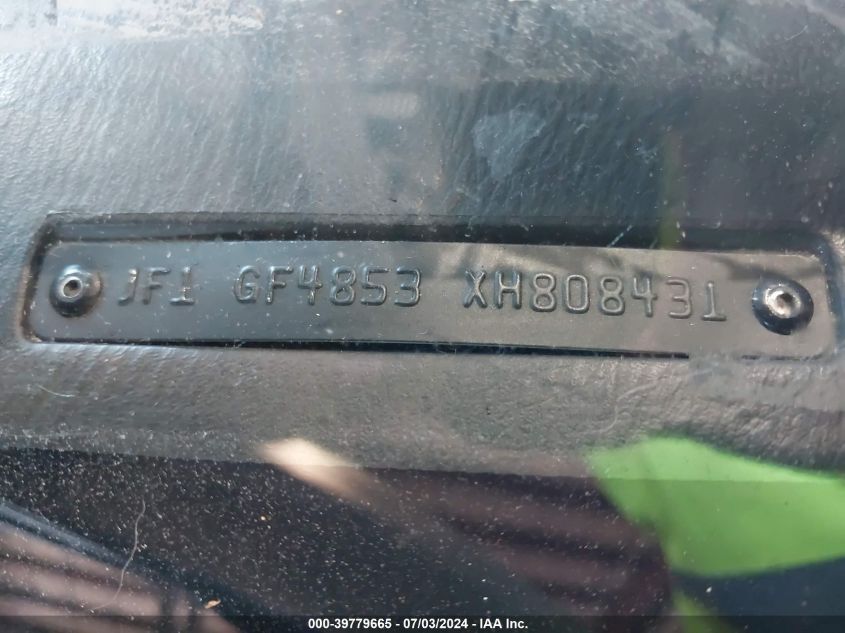 JF1 GF4853 XH808431
000-39779665 - 07/03/2024 - IAA Inc.